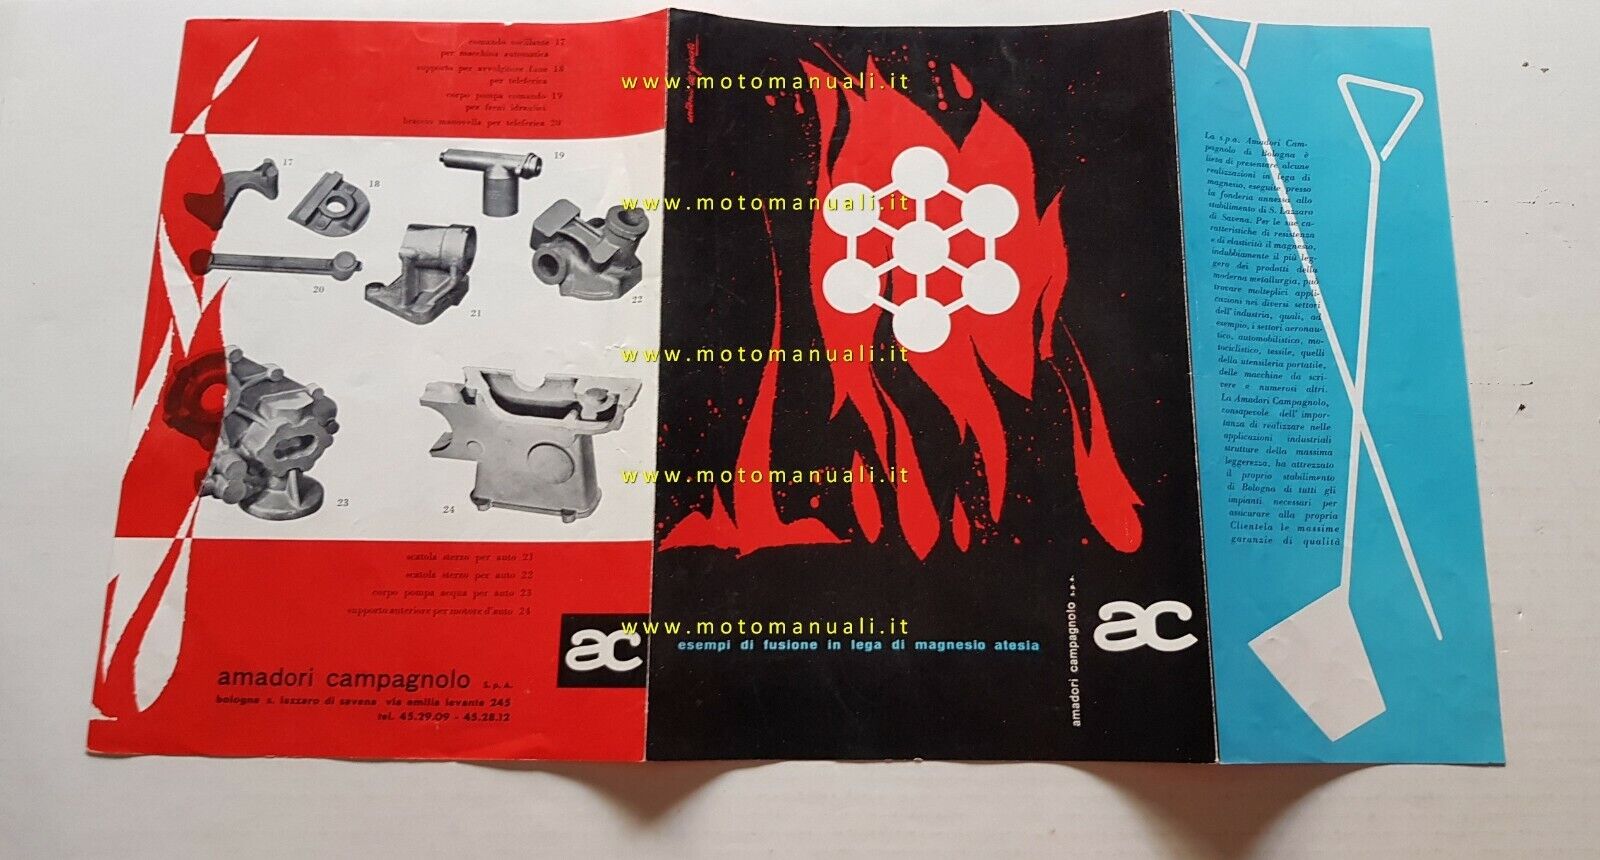 comando oscillante 17
per macchina automatica
supporto per avvolgitore fune 18
per teleferica
corpo pompa comando 19
per freni idraulici
braccio manovella per teleferica 20
17
18
19
20
21
22
23
24
scatola sterzo per auto 21
scatola sterzo per auto 22
corpo pompa acqua per auto 23
supporto anteriore per motore d'auto 24
ac
amadori campagnolo s.p.a.
bologna s. lazzaro di savena via emilia levante 245
tel. 45.29.09 - 45.28.12
www.motomanuali.it
www.motomanuali.it
www.motomanuali.it
www.motomanuali.it
www.motomanuali.it
esempi di fusione in lega di magnesio atesia
amadori campagnolo s.p.a.
ac
La s.p.a. Amadori Cam-
pagnolo di Bologna è
lieta di presentare alcune
realizzazioni in lega di
magnesio, eseguite presso
la fonderia annessa allo
stabilimento di S. Lazzaro
di Savena. Per le sue ca-
ratteristiche di resistenza
e di elasticità il magnesio,
indubbiamente il più leg-
gero dei prodotti della
moderna metallurgia, può
trovare molteplici appli-
cazioni nei diversi settori
dell'industria, quali, ad
esempio, i settori aeronau-
tico, automobilistico, mo-
tociclistico, tessile, quelli
della utensileria portatile,
delle macchine da scri-
vere e numerosi altri.
La Amadori Campagnolo,
consapevole dell'impor-
tanza di realizzare nelle
applicazioni industriali
strutture della massima
leggerezza, ha attrezzato
il proprio stabilimento
di Bologna di tutti gli
impianti necessari per
assicurare alla propria
Clientela le massime
garanzie di qualità